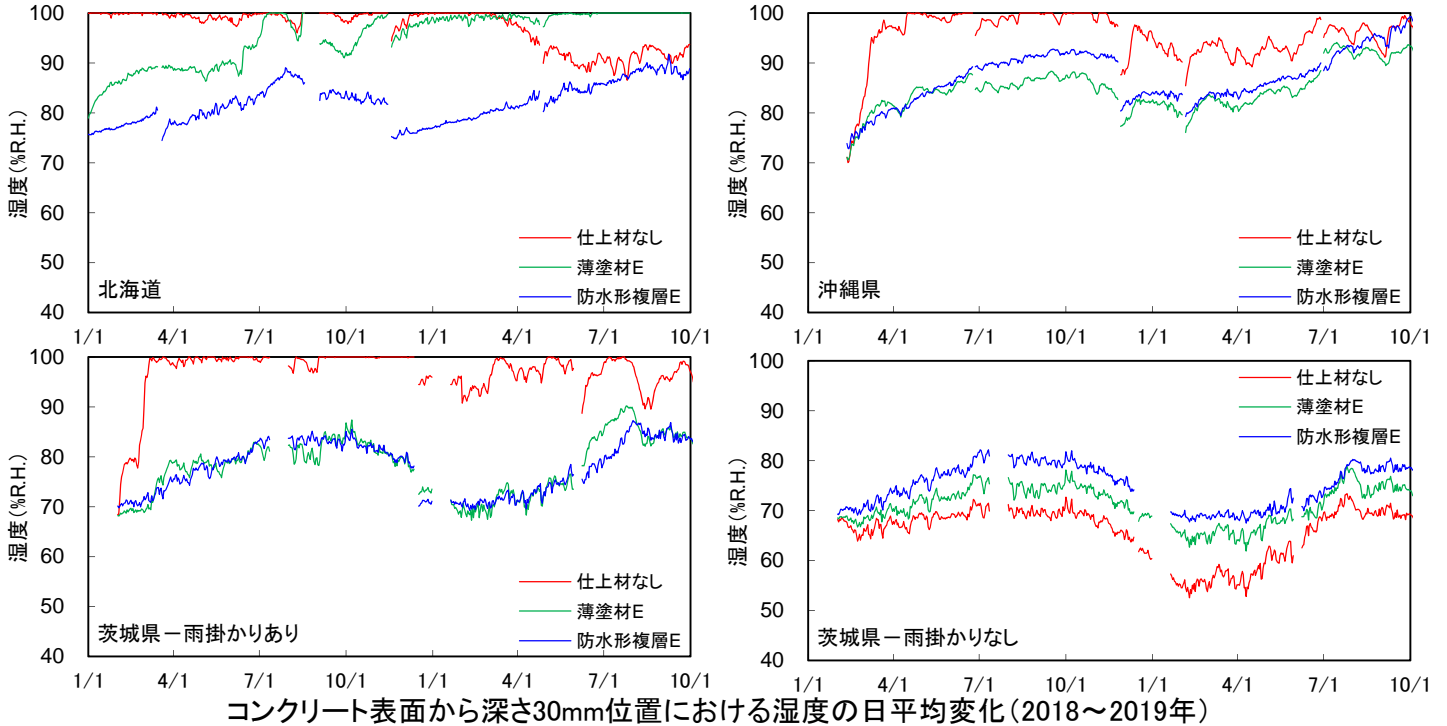 100
90
80
70
60
50
40
湿度(%R.H.)
仕上材なし
薄塗材E
防水形複層E
北海道
1/1 4/1 7/1 10/1 1/1 4/1 7/1 10/1
100
90
80
70
60
50
40
湿度(%R.H.)
仕上材なし
薄塗材E
防水形複層E
沖縄県
1/1 4/1 7/1 10/1 1/1 4/1 7/1 10/1
100
90
80
70
60
50
40
湿度(%R.H.)
仕上材なし
薄塗材E
防水形複層E
茨城県－雨掛かりあり
1/1 4/1 7/1 10/1 1/1 4/1 7/1 10/1
100
90
80
70
60
50
40
湿度(%R.H.)
仕上材なし
薄塗材E
防水形複層E
茨城県－雨掛かりなし
1/1 4/1 7/1 10/1 1/1 4/1 7/1 10/1
コンクリート表面から深さ30mm位置における湿度の日平均変化(2018～2019年)